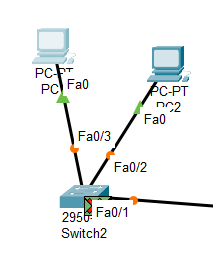 PC-PT
PC
Fa0
PC-PT
PC2
Fa0
Fa0/3
Fa0/2
2950-
Fa0/1
Switch2